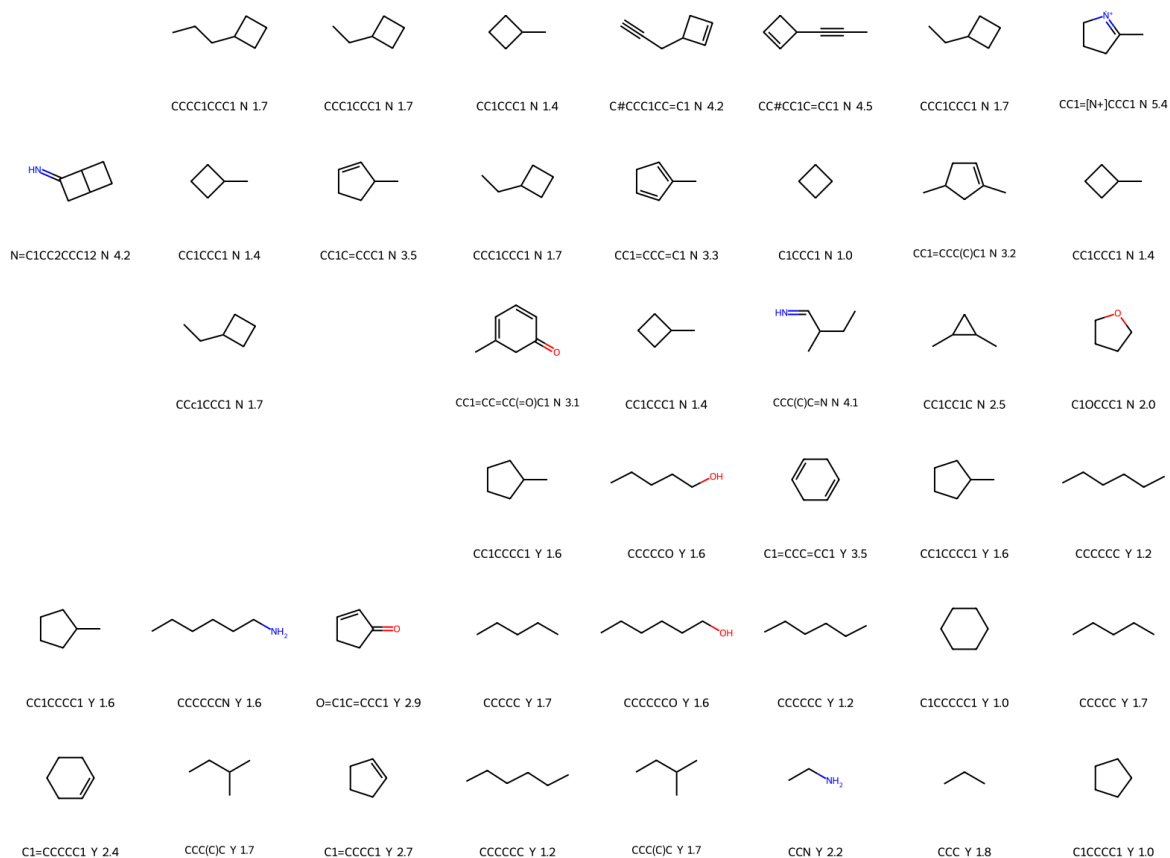 CCCC1CCC1 N 1.7
CCC1CCC1 N 1.7
CC1CCC1 N 1.4
C#CCC1CC=C1 N 4.2
CC#CC1C=CC1 N 4.5
CCC1CCC1 N 1.7
N+
CC1=[N+]CCC1 N 5.4
HN
N=C1CC2CCC12 N 4.2
CC1CCC1 N 1.4
CC1C=CCC1 N 3.5
CCC1CCC1 N 1.7
CC1=CCC=C1 N 3.3
C1CCC1 N 1.0
CC1=CCC(C)C1 N 3.2
CC1CCC1 N 1.4
CCc1CCC1 N 1.7
O
CC1=CC=CC(=O)C1 N 3.1
CC1CCC1 N 1.4
HN
CCC(C)C=N N 4.1
CC1CC1C N 2.5
O
C1OCCC1 N 2.0
CC1CCCC1 Y 1.6
OH
CCCCCO Y 1.6
C1=CCC=CC1 Y 3.5
CC1CCCC1 Y 1.6
CCCCCC Y 1.2
CC1CCCC1 Y 1.6
NH2
CCCCCCN Y 1.6
O
O=C1C=CCC1 Y 2.9
CCCCC Y 1.7
OH
CCCCCCO Y 1.6
CCCCCC Y 1.2
C1CCCCC1 Y 1.0
CCCCC Y 1.7
C1=CCCCC1 Y 2.4
CCC(C)C Y 1.7
C1=CCCC1 Y 2.7
CCCCCC Y 1.2
CCC(C)C Y 1.7
NH2
CCN Y 2.2
CCC Y 1.8
C1CCCC1 Y 1.0